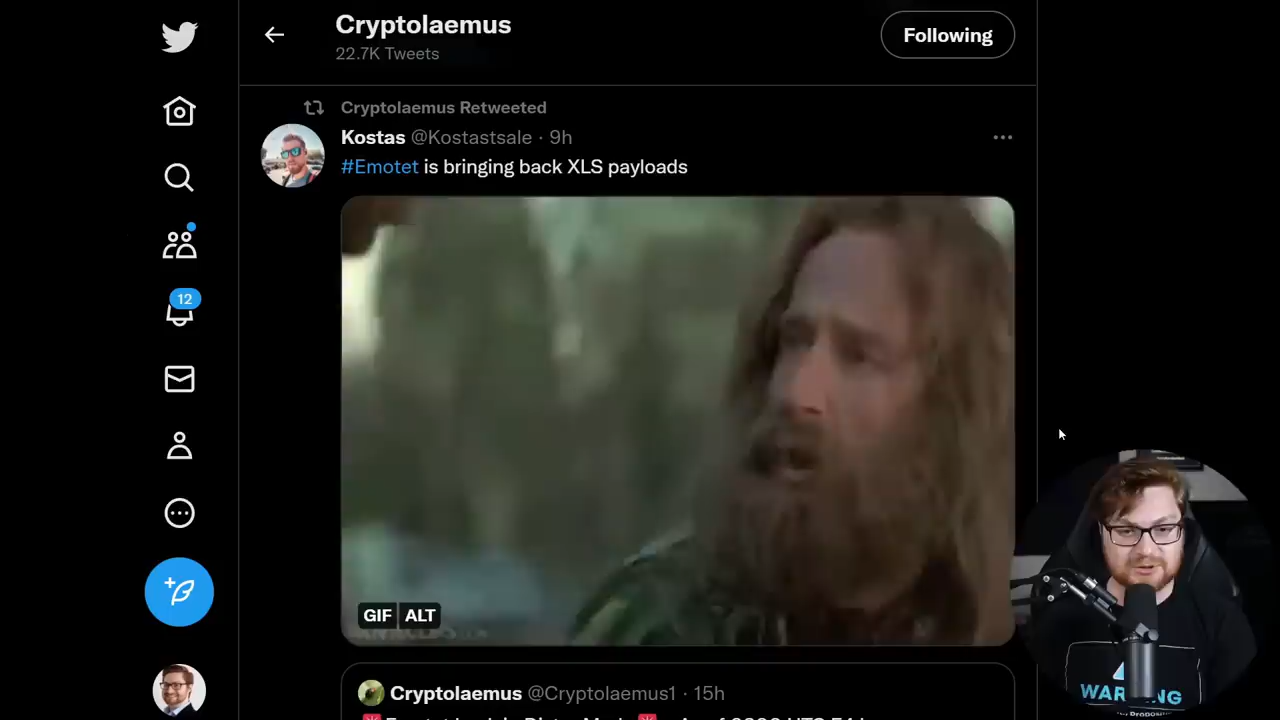 Cryptolaemus
22.7K Tweets
Following
Cryptolaemus Retweeted
Kostas @Kostastsale · 9h
#Emotet is bringing back XLS payloads
12
GIF ALT
Cryptolaemus @Cryptolaemus1 · 15h
WARNING